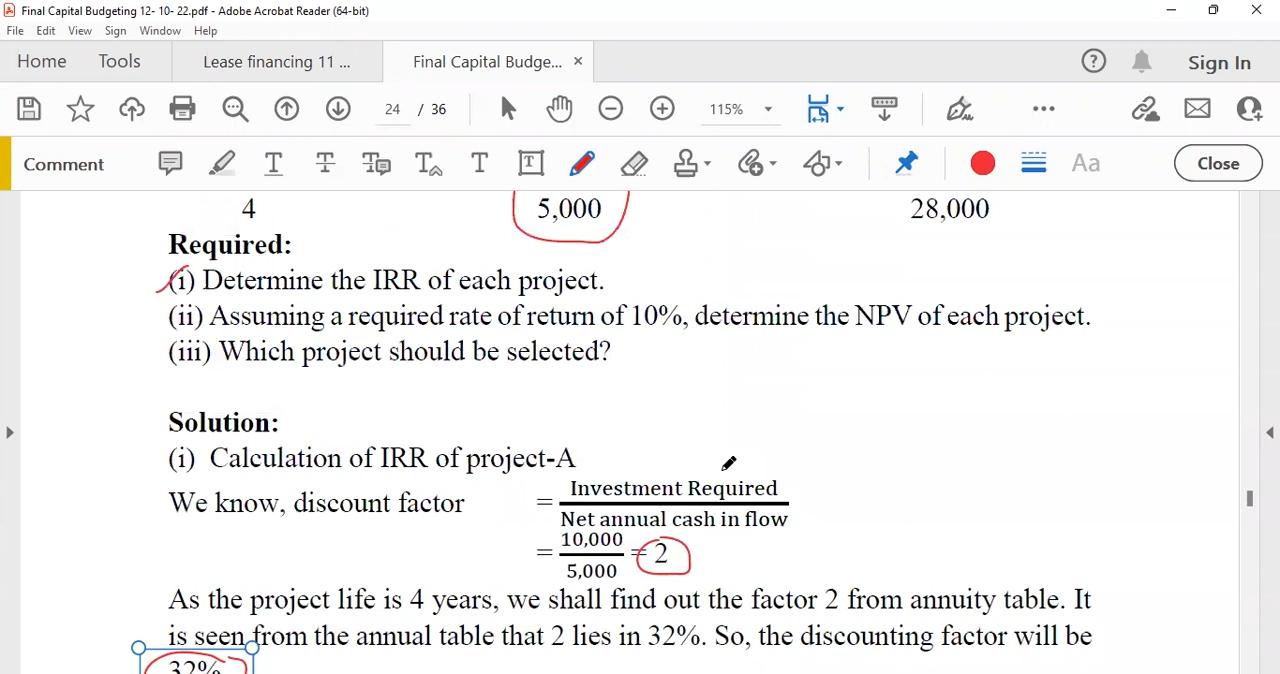 Final Capital Budgeting 12- 10- 22.pdf - Adobe Acrobat Reader (64-bit)
File Edit View Sign Window Help
Home Tools Lease financing 11 ... Final Capital Budge... × Sign In
24 / 36 115%
Comment Aa Close
4 5,000 28,000
Required:
(i) Determine the IRR of each project.
(ii) Assuming a required rate of return of 10%, determine the NPV of each project.
(iii) Which project should be selected?
Solution:
(i) Calculation of IRR of project-A
We know, discount factor = Investment Required / Net annual cash in flow
= 10,000 / 5,000 = 2
As the project life is 4 years, we shall find out the factor 2 from annuity table. It
is seen from the annual table that 2 lies in 32%. So, the discounting factor will be
32%